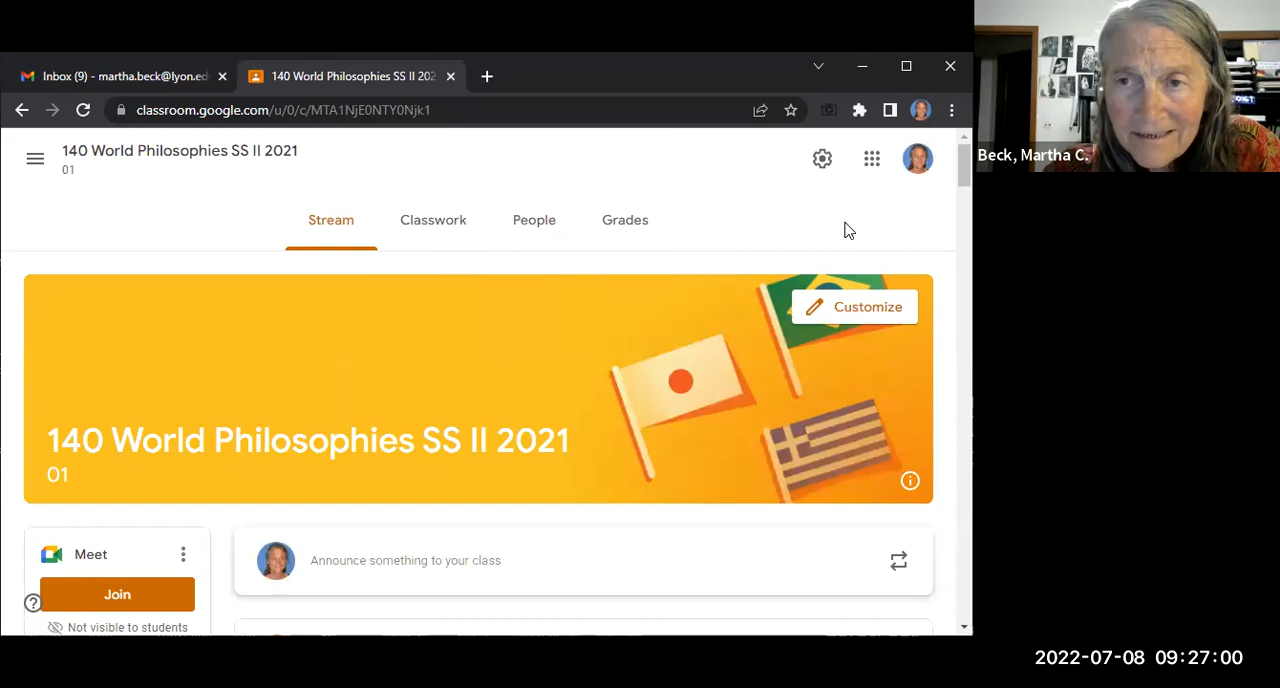 Inbox (9) - martha.beck@lyon.ed
140 World Philosophies SS II 202
classroom.google.com/u/0/c/MTA1NjE0NTY0Njk1
140 World Philosophies SS II 2021
01
Stream Classwork People Grades
Customize
140 World Philosophies SS II 2021
01
Meet
Join
Not visible to students
Announce something to your class
Beck, Martha C.
2022-07-08 09:27:00